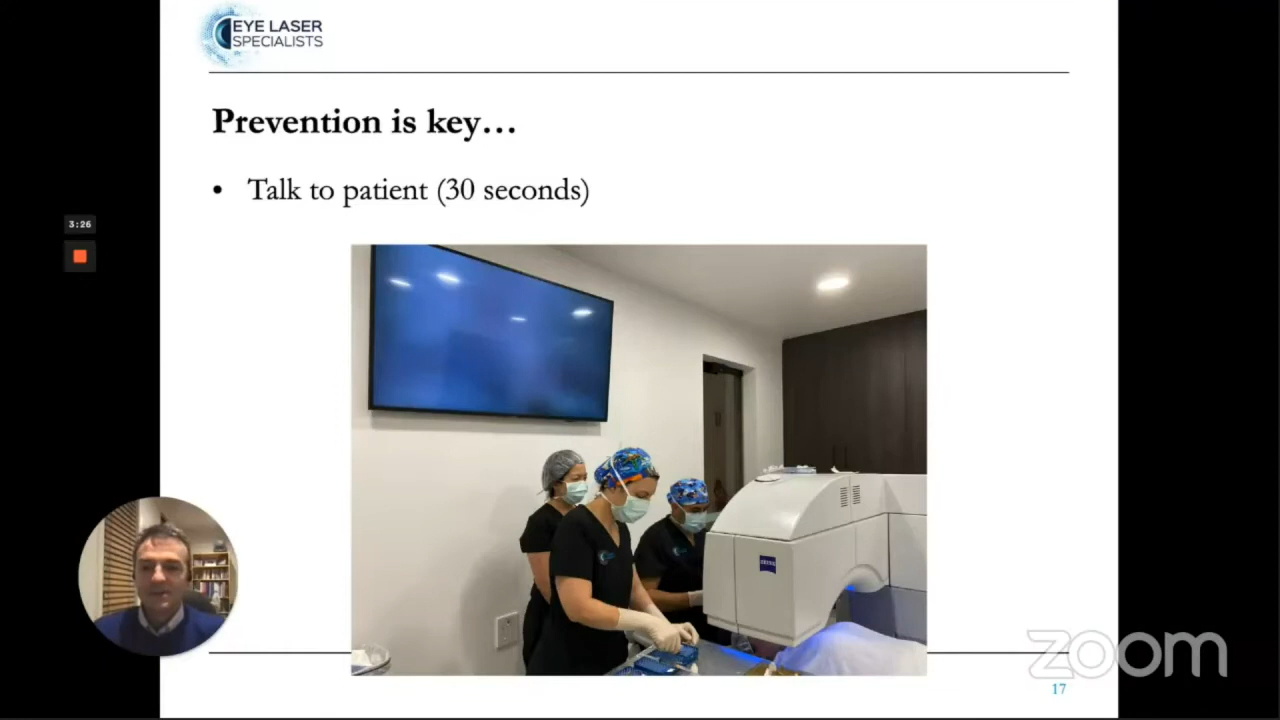 EYE LASER
SPECIALISTS
Prevention is key…
• Talk to patient (30 seconds)
3:26
ZEISS
zoom
17